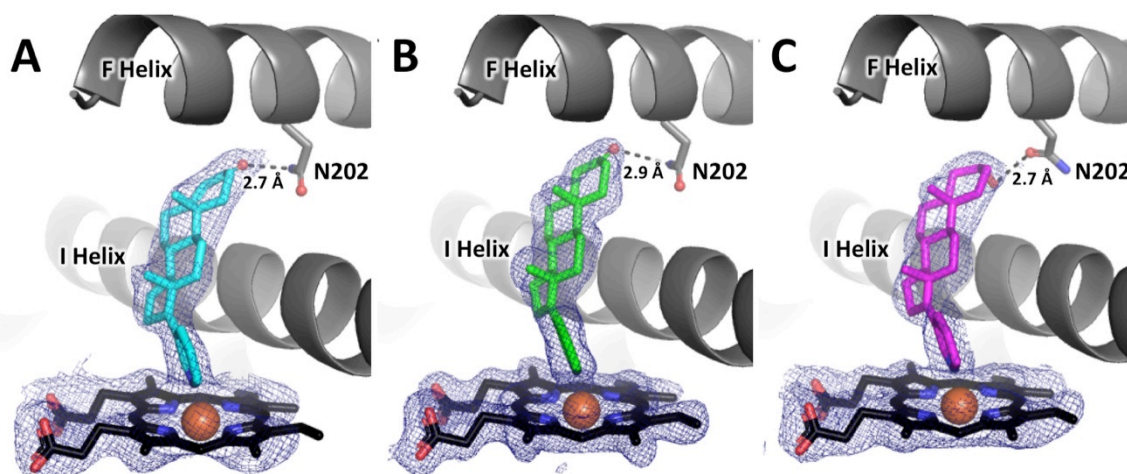 A
F Helix
N202
2.7 Å
I Helix
B
F Helix
N202
2.9 Å
I Helix
C
F Helix
N202
2.7 Å
I Helix